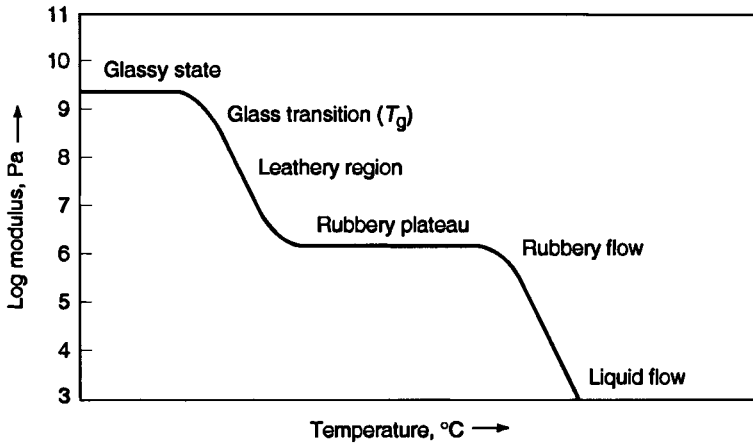 11
10
9
8
7
6
5
4
3
Log modulus, Pa
Glassy state
Glass transition (Tg)
Leathery region
Rubbery plateau
Rubbery flow
Liquid flow
Temperature, °C